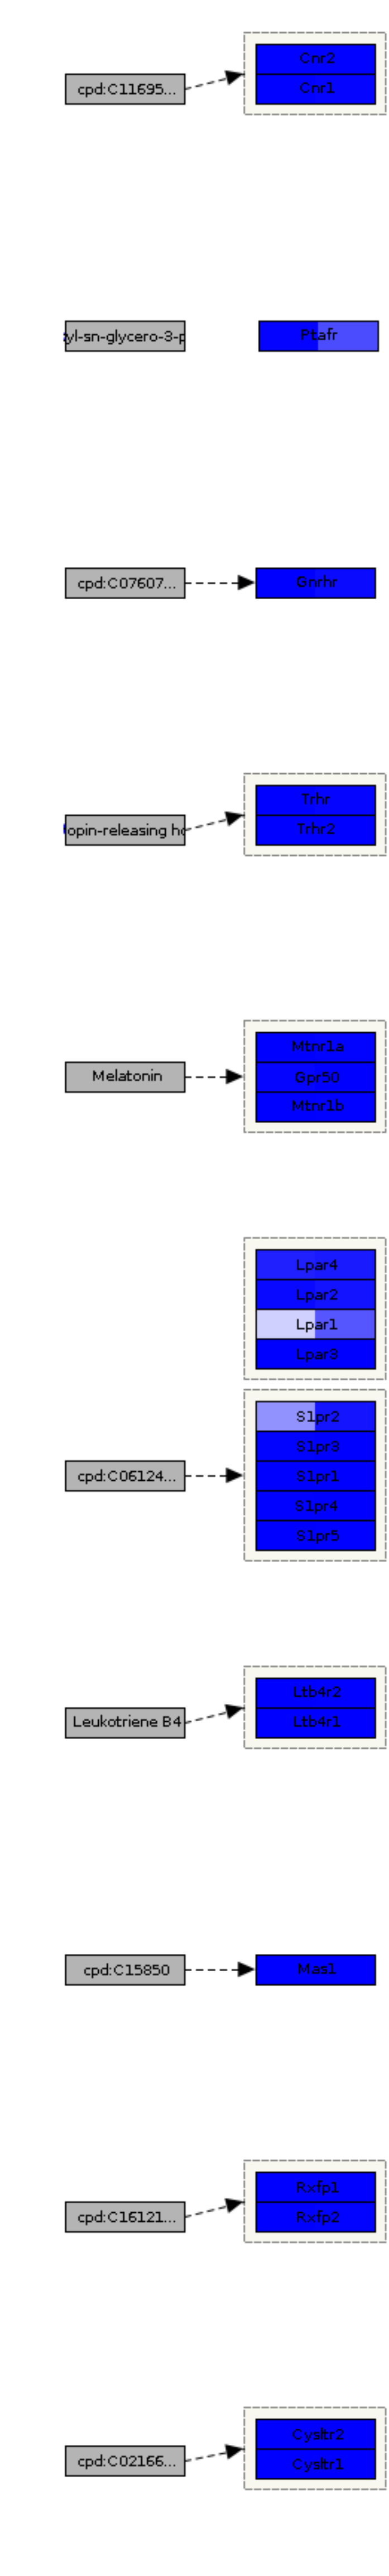 Cnr2
cpd:C11695...
Cnr1
yl-sn-glycero-3-p
Ptafr
cpd:C07607...
Gnrhr
Trhr
opin-releasing ho
Trhr2
Mtnr1a
Melatonin
Gpr50
Mtnr1b
Lpar4
Lpar2
Lpar1
Lpar3
S1pr2
S1pr3
cpd:C06124...
S1pr1
S1pr4
S1pr5
Ltb4r2
Leukotriene B4
Ltb4r1
cpd:C15850
Mas1
Rxfp1
cpd:C16121...
Rxfp2
Cysltr2
cpd:C02166...
Cysltr1